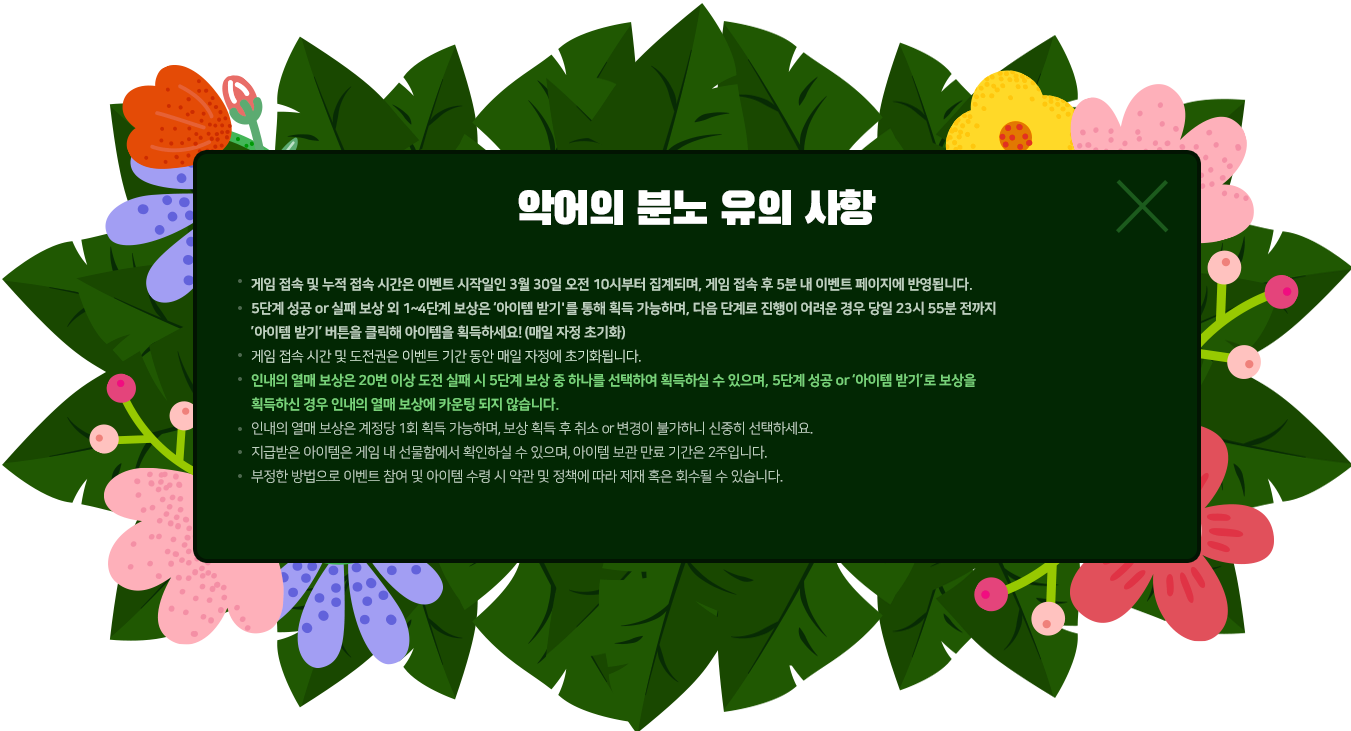 악어의 분노 유의 사항
게임 접속 및 누적 접속 시간은 이벤트 시작일인 3월 30일 오전 10시부터 집계되며, 게임 접속 후 5분 내 이벤트 페이지에 반영됩니다.
5단계 성공 or 실패 보상 외 1~4단계 보상은 ‘아이템 받기’를 통해 획득 가능하며, 다음 단계로 진행이 어려운 경우 당일 23시 55분 전까지
‘아이템 받기’ 버튼을 클릭해 아이템을 획득하세요! (매일 자정 초기화)
게임 접속 시간 및 도전권은 이벤트 기간 동안 매일 자정에 초기화됩니다.
인내의 열매 보상은 20번 이상 도전 실패 시 5단계 보상 중 하나를 선택하여 획득하실 수 있으며, 5단계 성공 or ‘아이템 받기’로 보상을
획득하신 경우 인내의 열매 보상에 카운팅 되지 않습니다.
인내의 열매 보상은 계정당 1회 획득 가능하며, 보상 획득 후 취소 or 변경이 불가하니 신중히 선택하세요.
지급받은 아이템은 게임 내 선물함에서 확인하실 수 있으며, 아이템 보관 만료 기간은 2주입니다.
부정한 방법으로 이벤트 참여 및 아이템 수령 시 약관 및 정책에 따라 제재 혹은 회수될 수 있습니다.